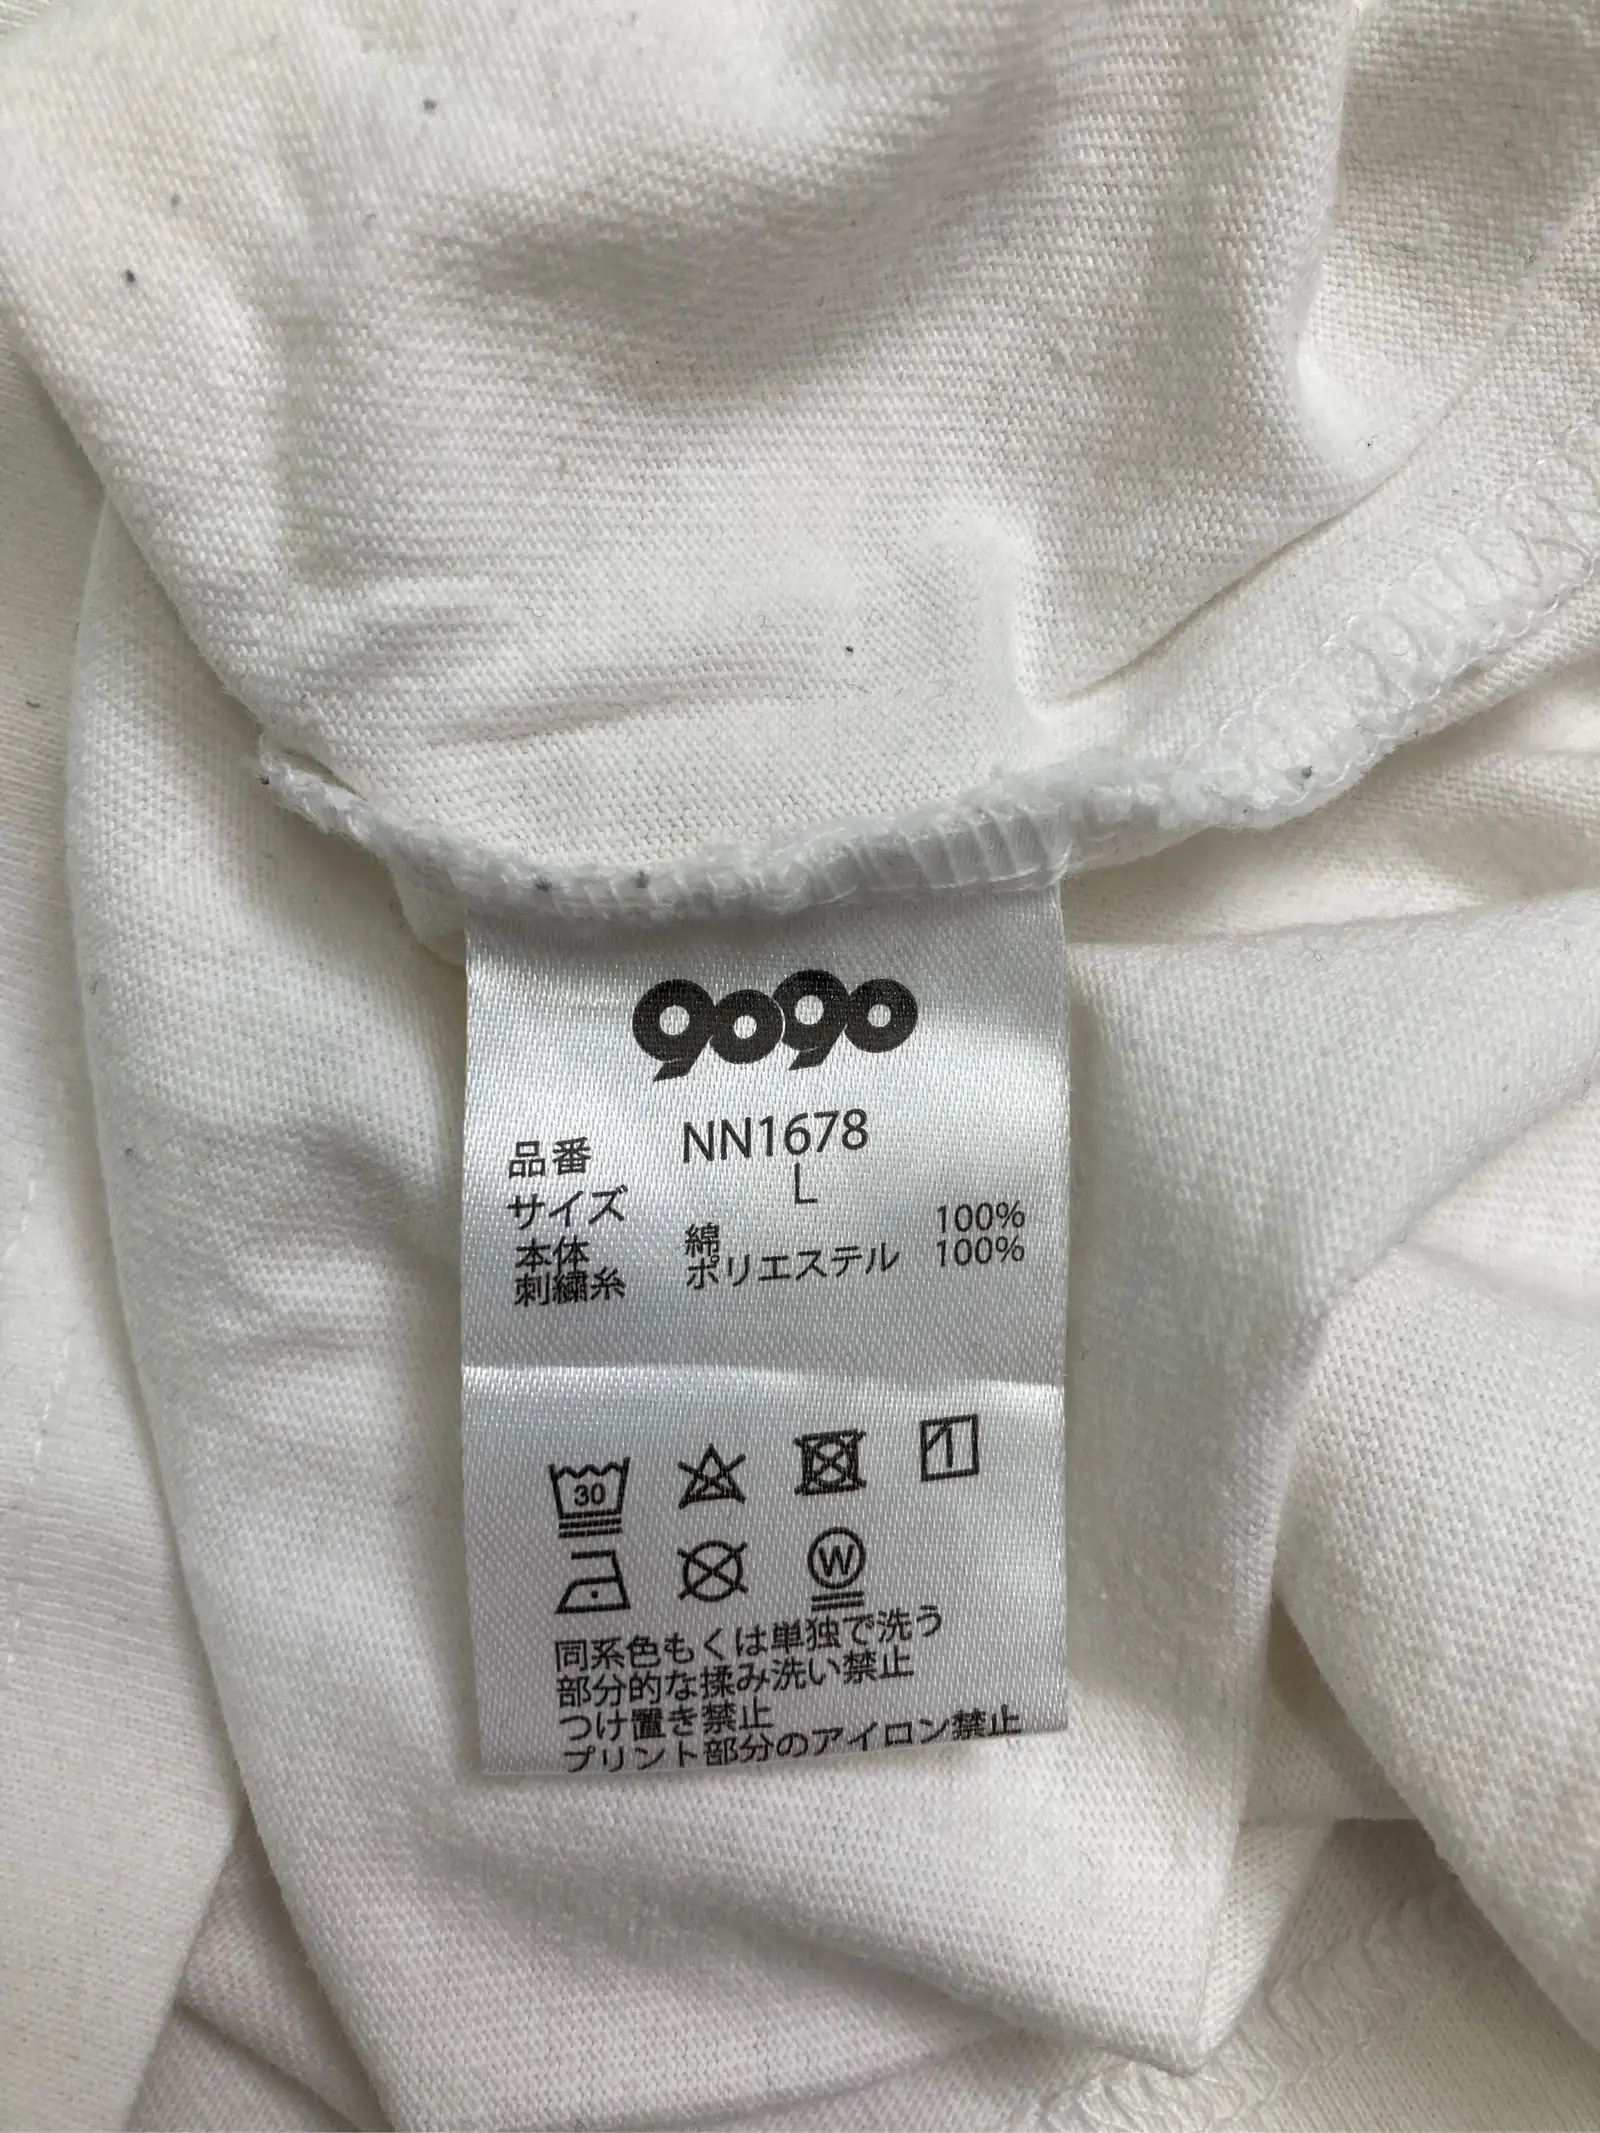 9090
品番 NN1678
サイズ L
本体 綿 100%
刺繍糸 ポリエステル 100%
30
W
同系色もくは単独で洗う
部分的な揉み洗い禁止
つけ置き禁止
プリント部分のアイロン禁止